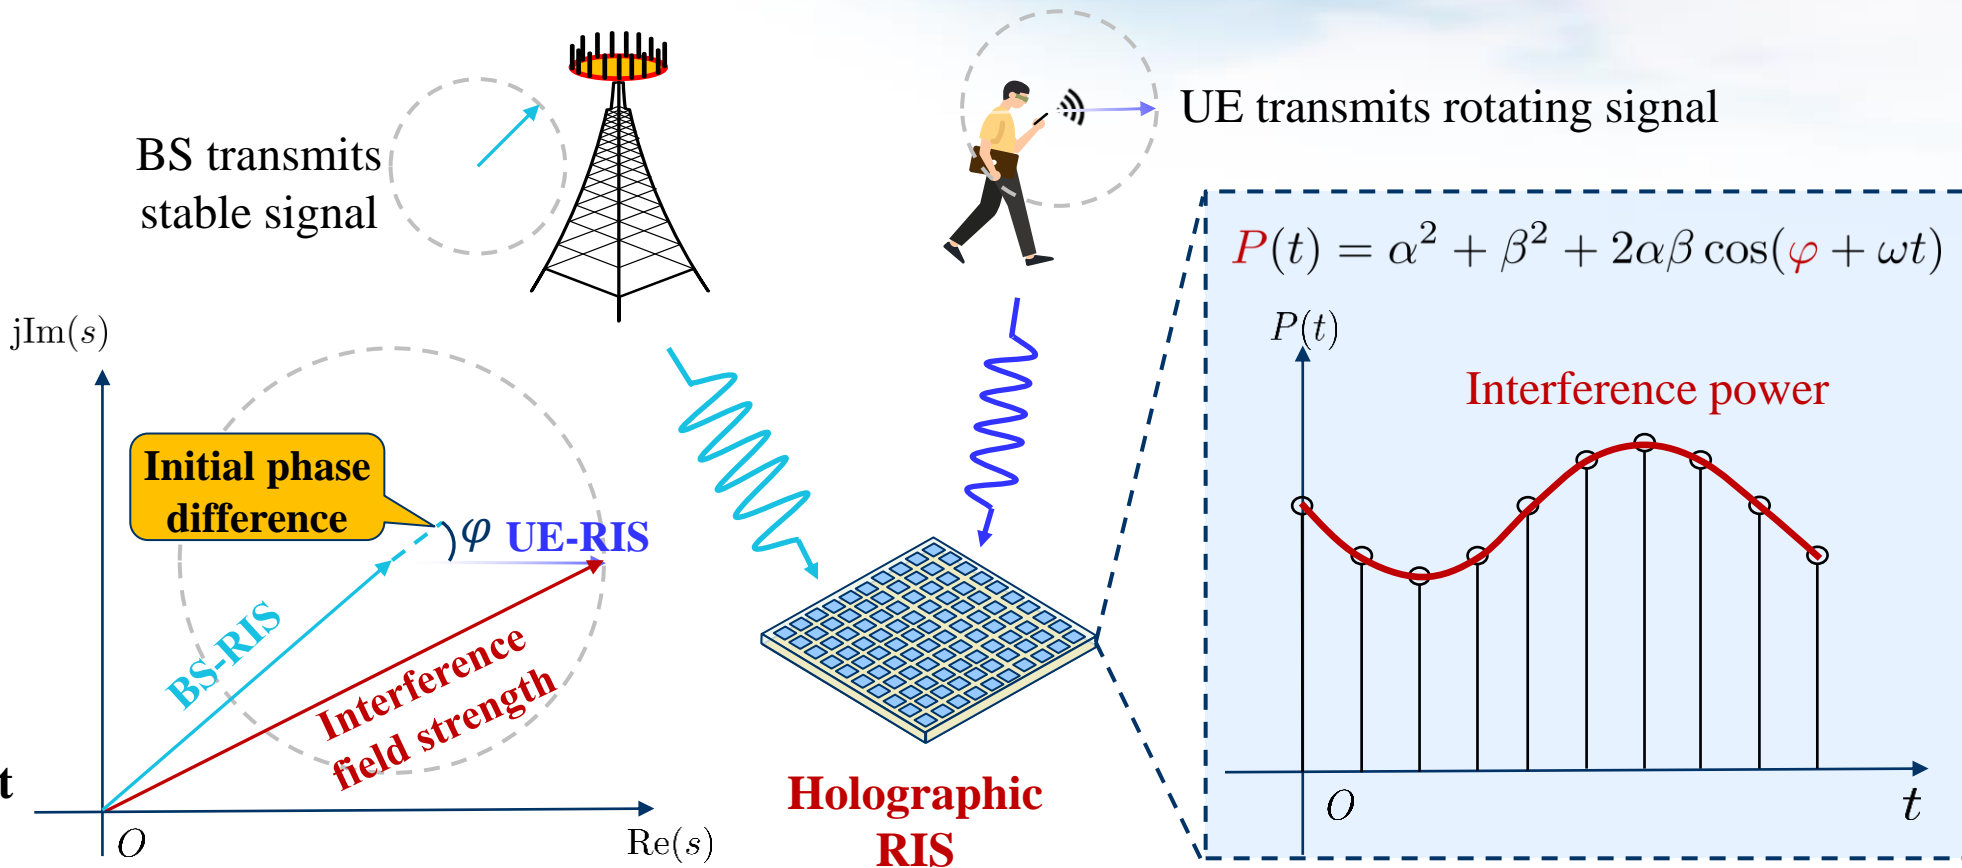 BS transmits
stable signal
UE transmits rotating signal
P(t) = α² + β² + 2αβ cos(φ + ωt)
jIm(s)
P(t)
Interference power
Initial phase
difference
φ
UE-RIS
BS-RIS
Interference
field strength
t
O
Re(s)
Holographic
RIS
O
t